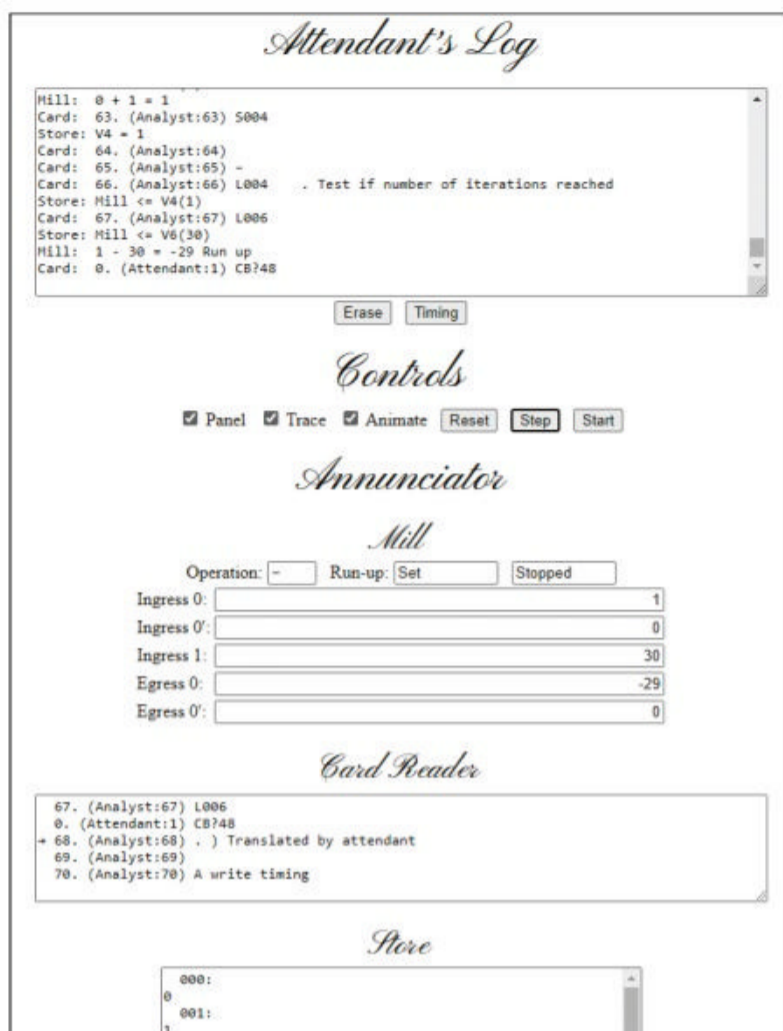 Attendant's Log
Mill:  0 + 1 = 1
Card:  63. (Analyst:63) S004
Store: V4 = 1
Card:  64. (Analyst:64)
Card:  65. (Analyst:65) –
Card:  66. (Analyst:66) L004    . Test if number of iterations reached
Store: Mill <= V4(1)
Card:  67. (Analyst:67) L006
Store: Mill <= V6(30)
Mill:  1 - 30 = -29 Run up
Card:  0. (Attendant:1) CB?48
Erase Timing
Controls
Panel Trace Animate Reset Step Start
Annunciator
Mill
Operation: – Run-up: Set Stopped
Ingress 0: 1
Ingress 0': 0
Ingress 1: 30
Egress 0: -29
Egress 0': 0
Card Reader
67. (Analyst:67) L006
0. (Attendant:1) CB?48
→ 68. (Analyst:68) . ) Translated by attendant
69. (Analyst:69)
70. (Analyst:70) A write timing
Store
000:
0
001:
1